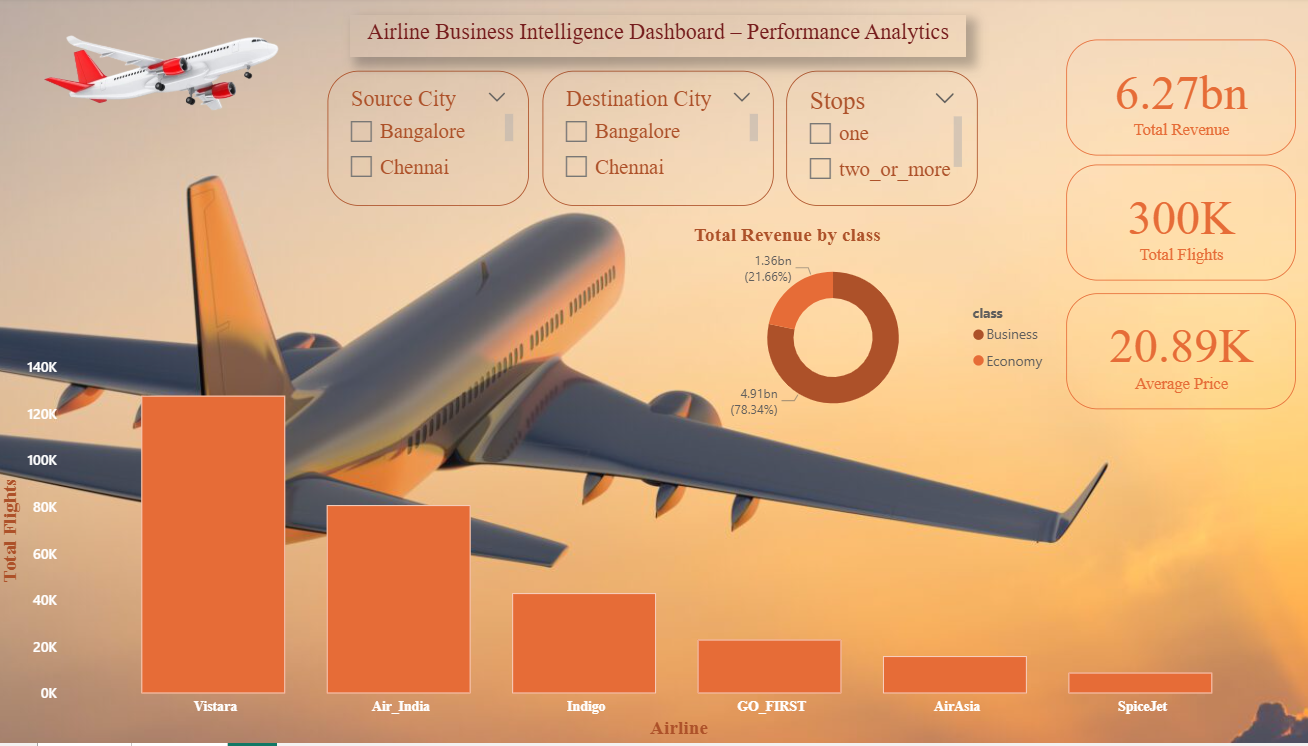 Airline Business Intelligence Dashboard – Performance Analytics
Source City
Bangalore
Chennai
Destination City
Bangalore
Chennai
Stops
one
two_or_more
6.27bn
Total Revenue
300K
Total Flights
20.89K
Average Price
Total Revenue by class
1.36bn
(21.66%)
4.91bn
(78.34%)
class
Business
Economy
Total Flights
140K
120K
100K
80K
60K
40K
20K
0K
Vistara
Air_India
Indigo
GO_FIRST
AirAsia
SpiceJet
Airline